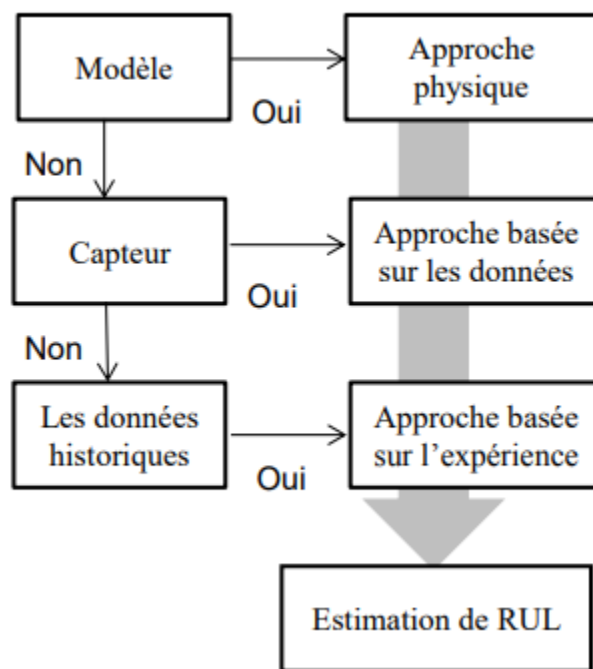 Modèle
Oui
Approche
physique
Non
Capteur
Oui
Approche basée
sur les données
Non
Les données
historiques
Oui
Approche basée
sur l’expérience
Estimation de RUL